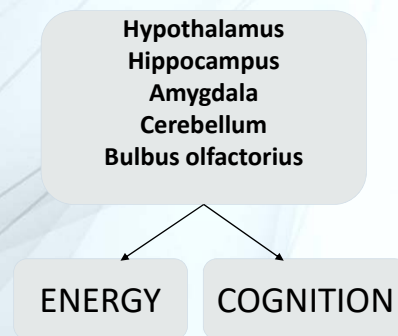 Hypothalamus
Hippocampus
Amygdala
Cerebellum
Bulbus olfactorius
ENERGY
COGNITION